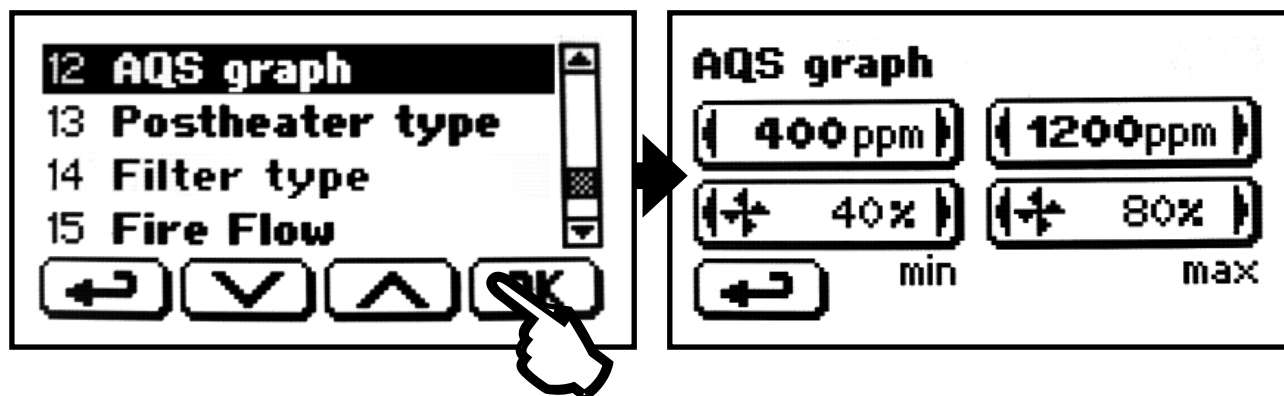 12 AQS graph
13 Postheater type
14 Filter type
15 Fire Flow
AQS graph
400ppm 1200ppm
40% 80%
min max